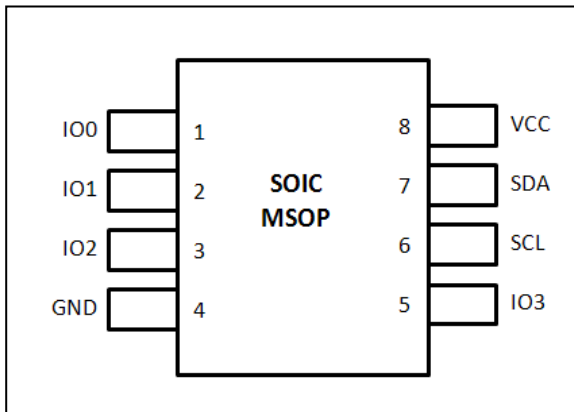 IO0 1 8 VCC
IO1 2 SOIC 7 SDA
MSOP
IO2 3 6 SCL
GND 4 5 IO3